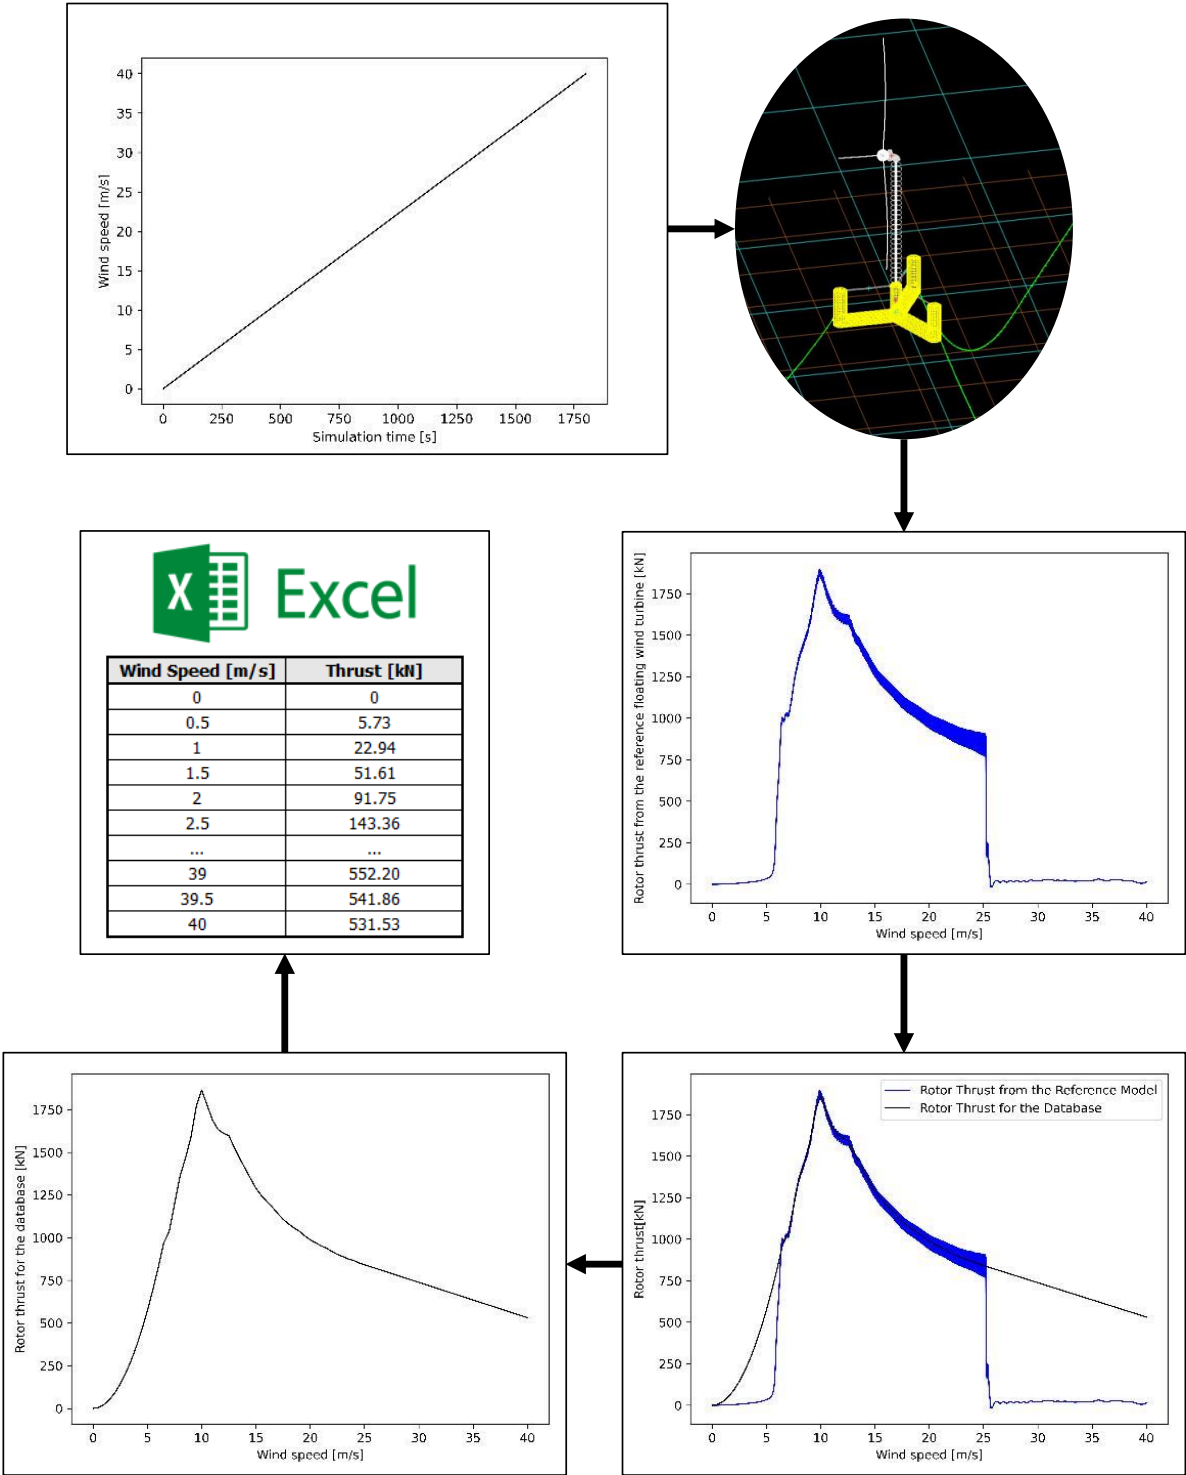 40
35
30
25
20
15
10
5
0
Wind speed [m/s]
0 250 500 750 1000 1250 1500 1750
Simulation time [s]
X Excel
Wind Speed [m/s] Thrust [kN]
0 0
0.5 5.73
1 22.94
1.5 51.61
2 91.75
2.5 143.36
... ...
39 552.20
39.5 541.86
40 531.53
Rotor thrust from the reference floating wind turbine [kN]
1750
1500
1250
1000
750
500
250
0
0 5 10 15 20 25 30 35 40
Wind speed [m/s]
Rotor thrust for the database [kN]
1750
1500
1250
1000
750
500
250
0
0 5 10 15 20 25 30 35 40
Wind speed [m/s]
Rotor Thrust from the Reference Model
Rotor Thrust for the Database
Rotor thrust[kN]
1750
1500
1250
1000
750
500
250
0
0 5 10 15 20 25 30 35 40
Wind speed [m/s]